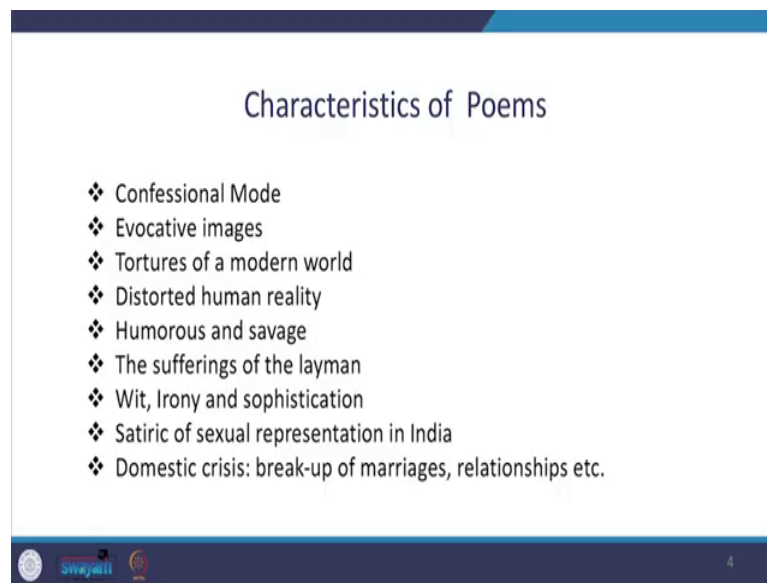 Characteristics of Poems
❖ Confessional Mode
❖ Evocative images
❖ Tortures of a modern world
❖ Distorted human reality
❖ Humorous and savage
❖ The sufferings of the layman
❖ Wit, Irony and sophistication
❖ Satiric of sexual representation in India
❖ Domestic crisis: break-up of marriages, relationships etc.
swayam
4